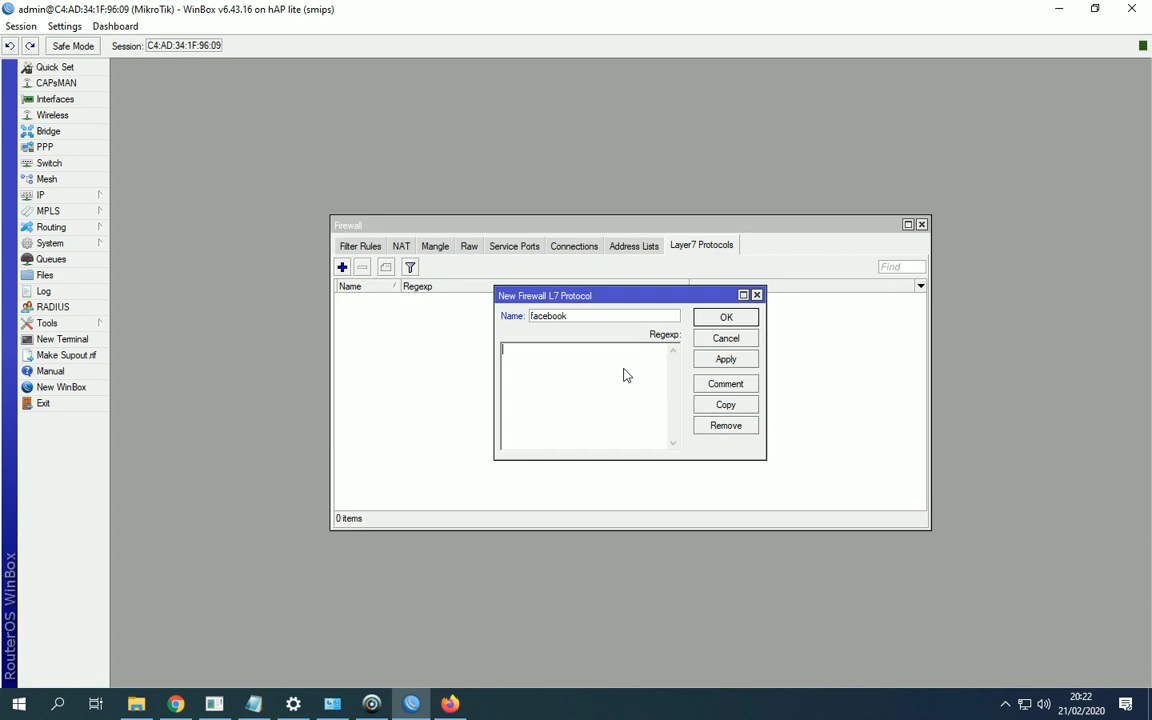 admin@C4:AD:34:1F:96:09 (MikroTik) - WinBox v6.43.16 on hAP lite (smips)
Session Settings Dashboard
Safe Mode Session: C4:AD:34:1F:96:09
Quick Set
CAPsMAN
Interfaces
Wireless
Bridge
PPP
Switch
Mesh
IP
MPLS
Routing
System
Queues
Files
Log
RADIUS
Tools
New Terminal
Make Supout.rif
Manual
New WinBox
Exit
RouterOS WinBox
Firewall
Filter Rules NAT Mangle Raw Service Ports Connections Address Lists Layer7 Protocols
Find
Name Regexp
New Firewall L7 Protocol
Name: facebook
Regexp:
OK
Cancel
Apply
Comment
Copy
Remove
0 items
20:22
21/02/2020